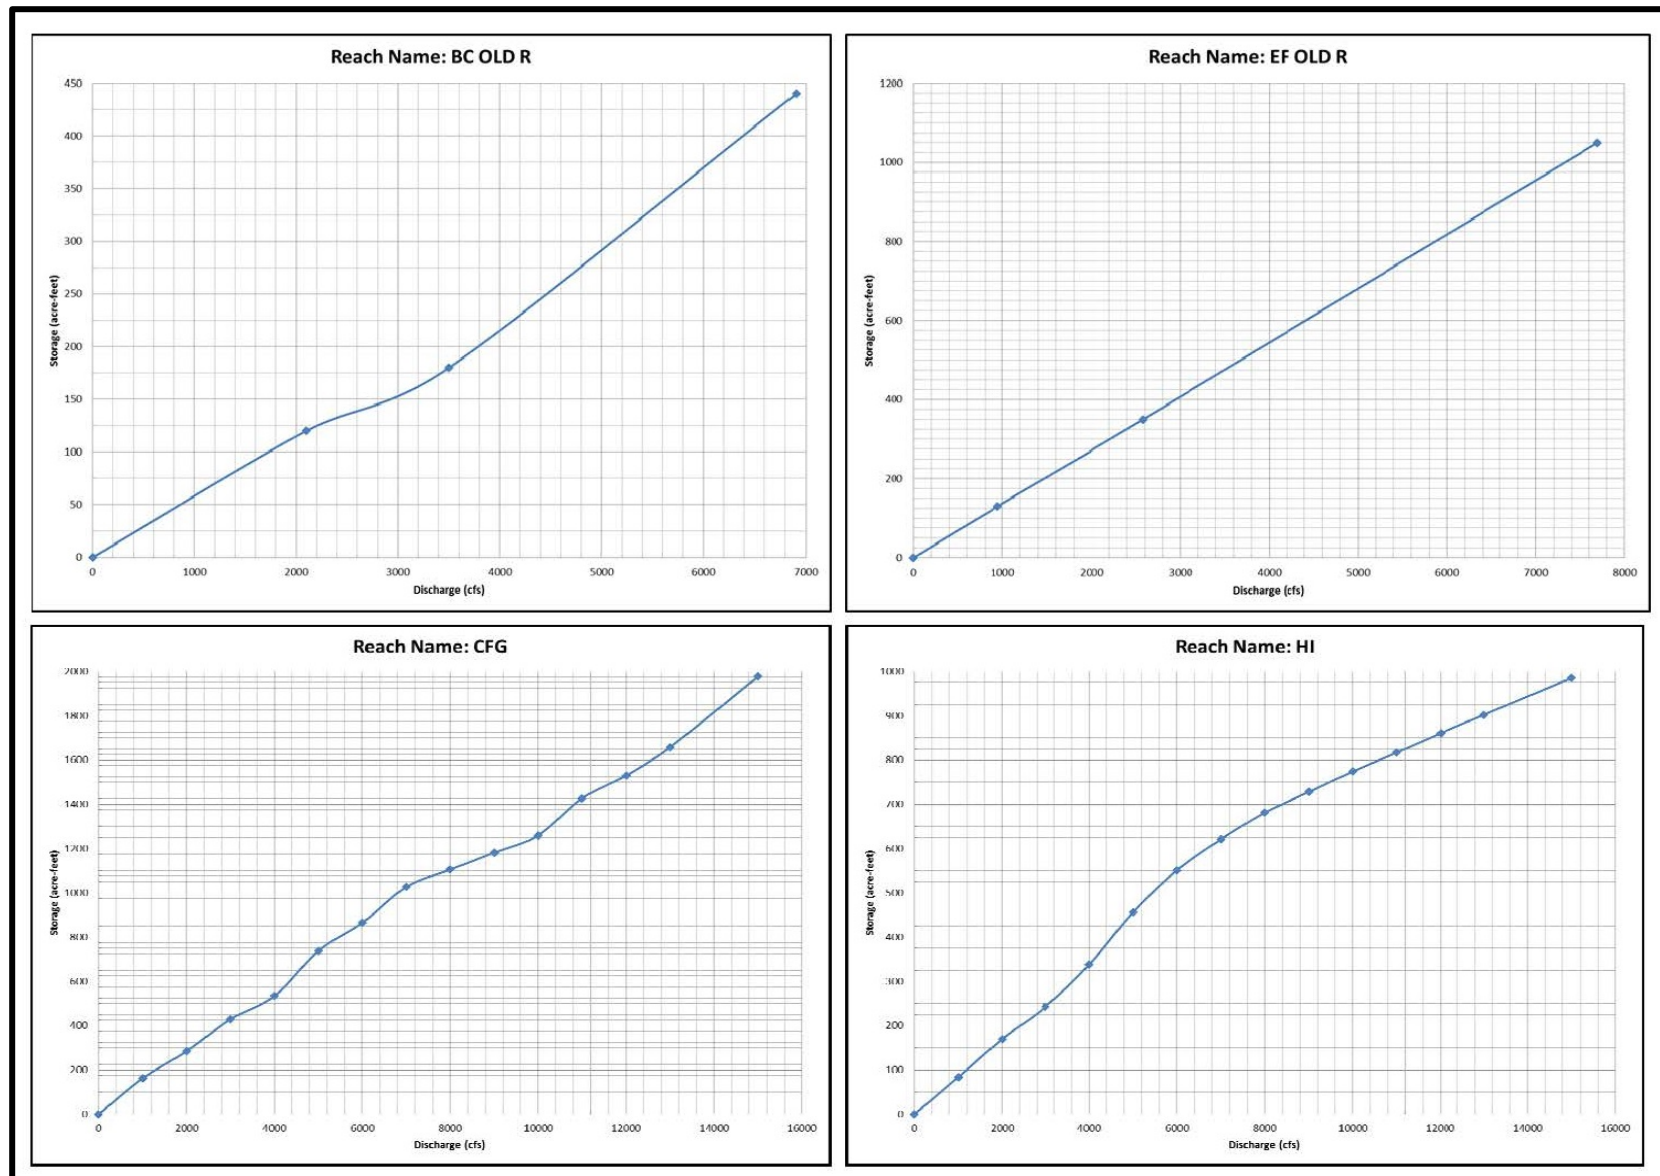 Reach Name: BC OLD R
450
400
350
300
250
200
150
100
50
0
Storage (acre-feet)
0 1000 2000 3000 4000 5000 6000 7000
Discharge (cfs)
Reach Name: EF OLD R
1200
1000
800
600
400
200
0
Storage (acre-feet)
0 1000 2000 3000 4000 5000 6000 7000 8000
Discharge (cfs)
Reach Name: CFG
2000
1800
1600
1400
1200
1000
800
600
400
200
0
Storage (acre-feet)
0 2000 4000 6000 8000 10000 12000 14000 16000
Discharge (cfs)
Reach Name: HI
1000
900
800
700
600
500
400
300
200
100
0
Storage (acre-feet)
0 2000 4000 6000 8000 10000 12000 14000 16000
Discharge (cfs)